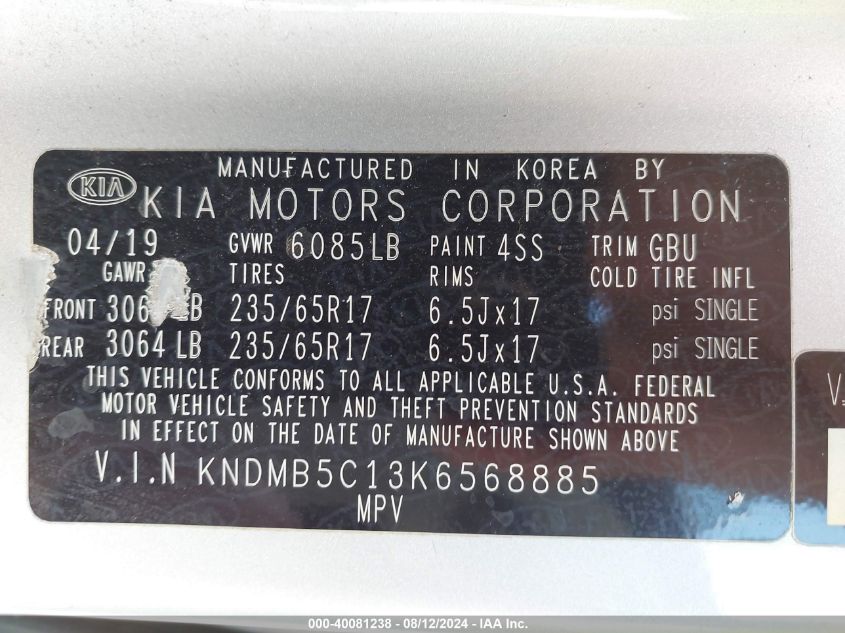 MANUFACTURED IN KOREA BY
KIA KIA MOTORS CORPORATION
04/19 GVWR 6085LB PAINT 4SS TRIM GBU
GAWR TIRES RIMS COLD TIRE INFL
FRONT LB 235/65R17 6.5Jx17 psi SINGLE
REAR 3064 LB 235/65R17 6.5Jx17 psi SINGLE
THIS VEHICLE CONFORMS TO ALL APPLICABLE U.S.A. FEDERAL
MOTOR VEHICLE SAFETY AND THEFT PREVENTION STANDARDS
IN EFFECT ON THE DATE OF MANUFACTURE SHOWN ABOVE
V.I.N KNDMB5C13K6568885
MPV
000-40081238 - 08/12/2024 - IAA Inc.